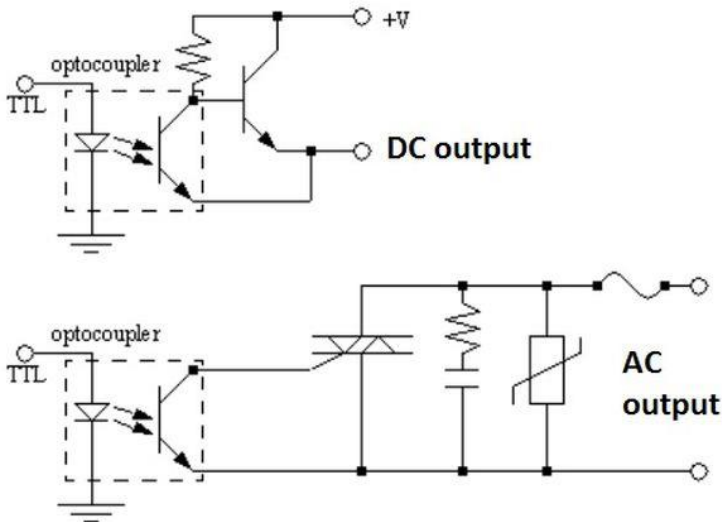 +V
optocoupler
TTL
DC output
optocoupler
TTL
AC
output